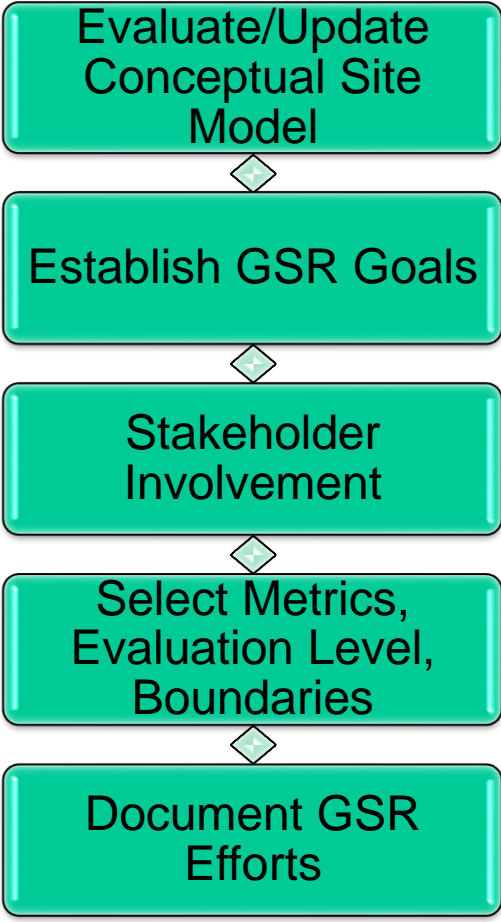 Evaluate/Update
Conceptual Site
Model
Establish GSR Goals
Stakeholder
Involvement
Select Metrics,
Evaluation Level,
Boundaries
Document GSR
Efforts